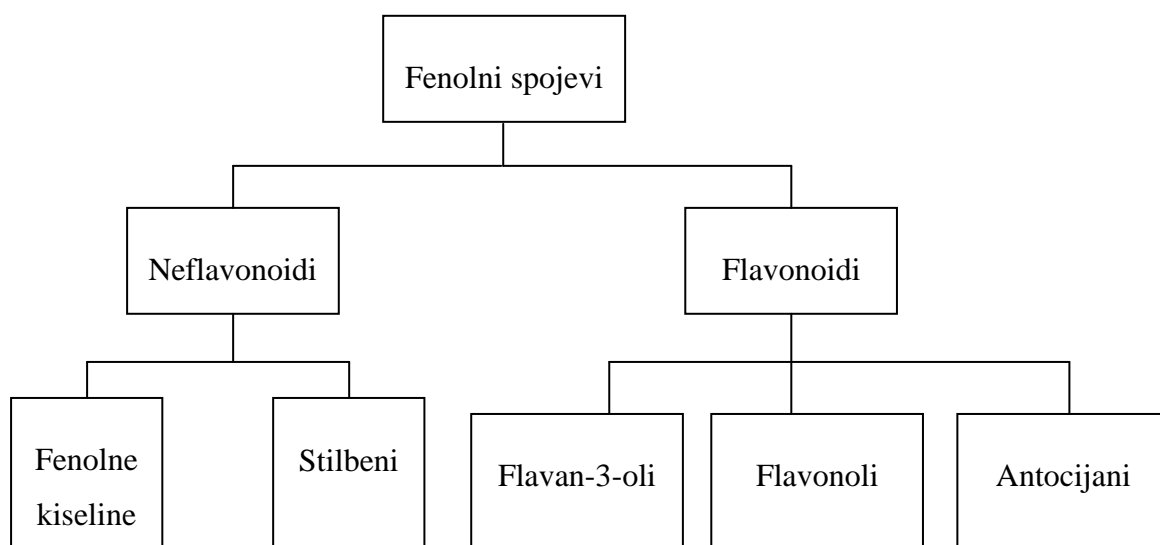 Fenolni spojevi
Neflavonoidi
Flavonoidi
Fenolne
kiseline
Stilbeni
Flavan-3-oli
Flavonoli
Antocijani